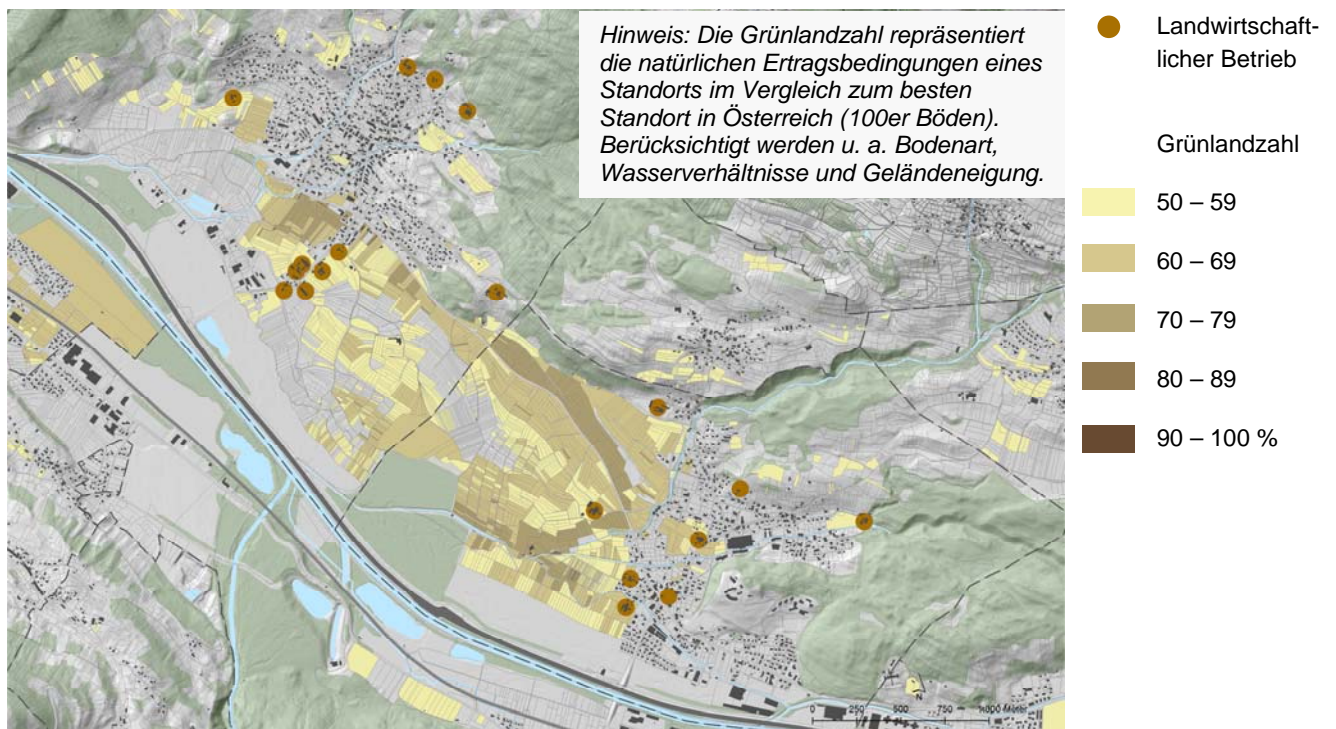 Hinweis: Die Grünlandzahl repräsentiert
die natürlichen Ertragsbedingungen eines
Standorts im Vergleich zum besten
Standort in Österreich (100er Böden).
Berücksichtigt werden u. a. Bodenart,
Wasserverhältnisse und Geländeneigung.
Landwirtschaft-
licher Betrieb
Grünlandzahl
50 – 59
60 – 69
70 – 79
80 – 89
90 – 100 %
N
0 250 500 750 1.000 Meter